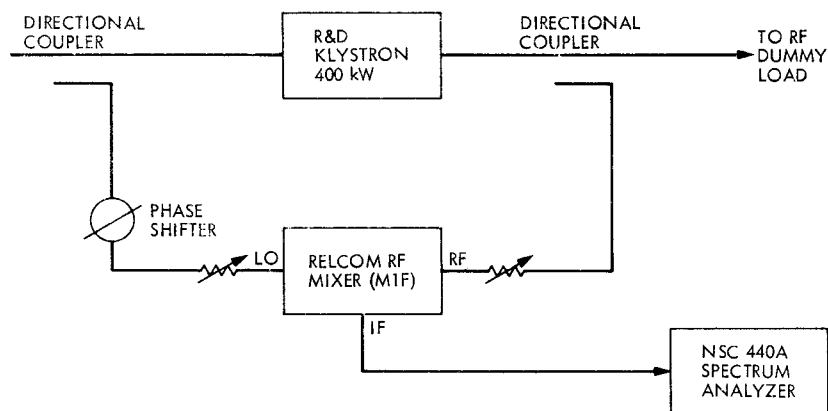 DIRECTIONAL
COUPLER
R&D
KLYSTRON
400 kW
DIRECTIONAL
COUPLER
TO RF
DUMMY
LOAD
PHASE
SHIFTER
LO
RELCOM RF
MIXER (M1F)
RF
IF
NSC 440A
SPECTRUM
ANALYZER